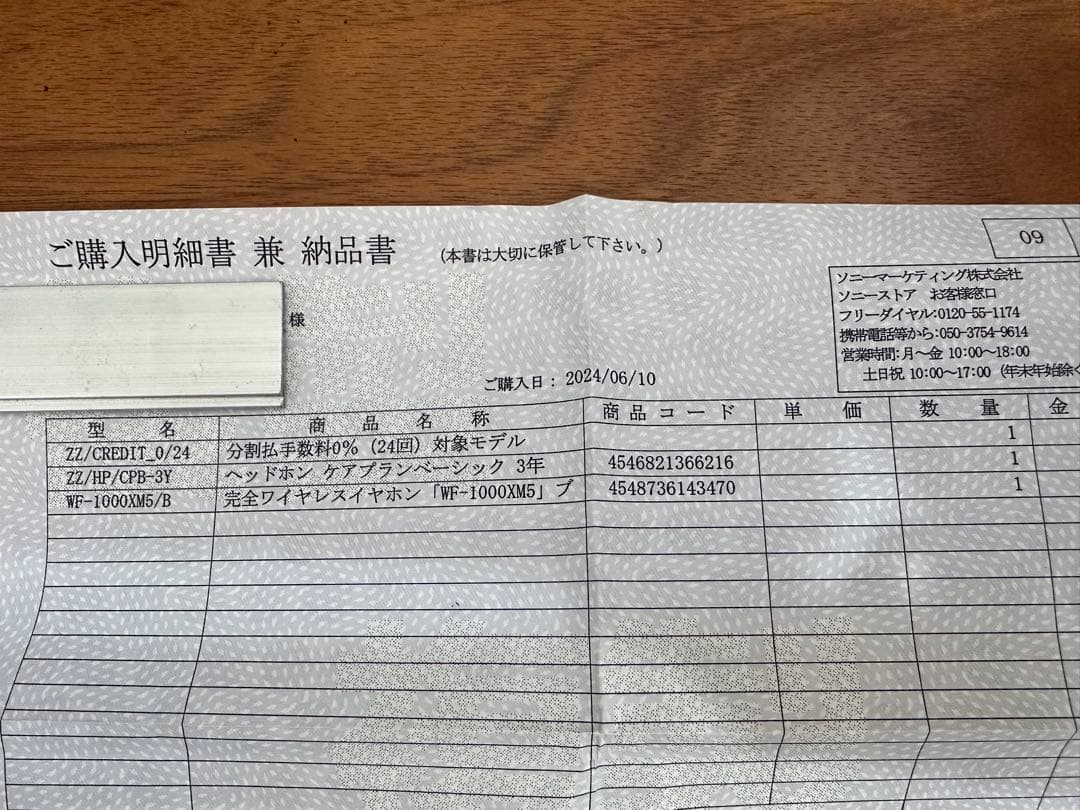 ご購入明細書 兼 納品書 (本書は大切に保管して下さい。)
09
様
ソニーマーケティング株式会社
ソニーストア お客様窓口
フリーダイヤル:0120-55-1174
携帯電話等から:050-3754-9614
営業時間:月～金 10:00～18:00
土日祝 10:00～17:00 (年末年始除く
ご購入日: 2024/06/10
型名 商品名称 商品コード 単価 数量 金
ZZ/CREDIT_0/24 分割払手数料0% (24回) 対象モデル 1
ZZ/HP/CPB-3Y ヘッドホン ケアプランベーシック 3年 4546821366216 1
WF-1000XM5/B 完全ワイヤレスイヤホン「WF-1000XM5」ブ 4548736143470 1